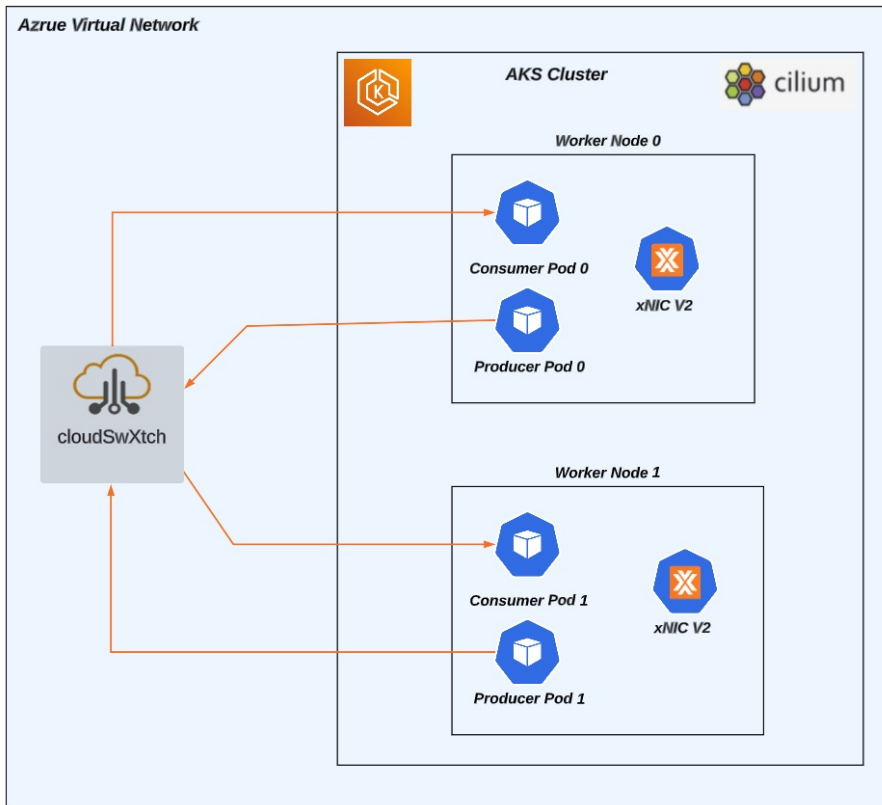 Azrue Virtual Network
AKS Cluster
cilium
K
Worker Node 0
Consumer Pod 0
xNIC V2
Producer Pod 0
cloudSwXtch
Worker Node 1
Consumer Pod 1
xNIC V2
Producer Pod 1